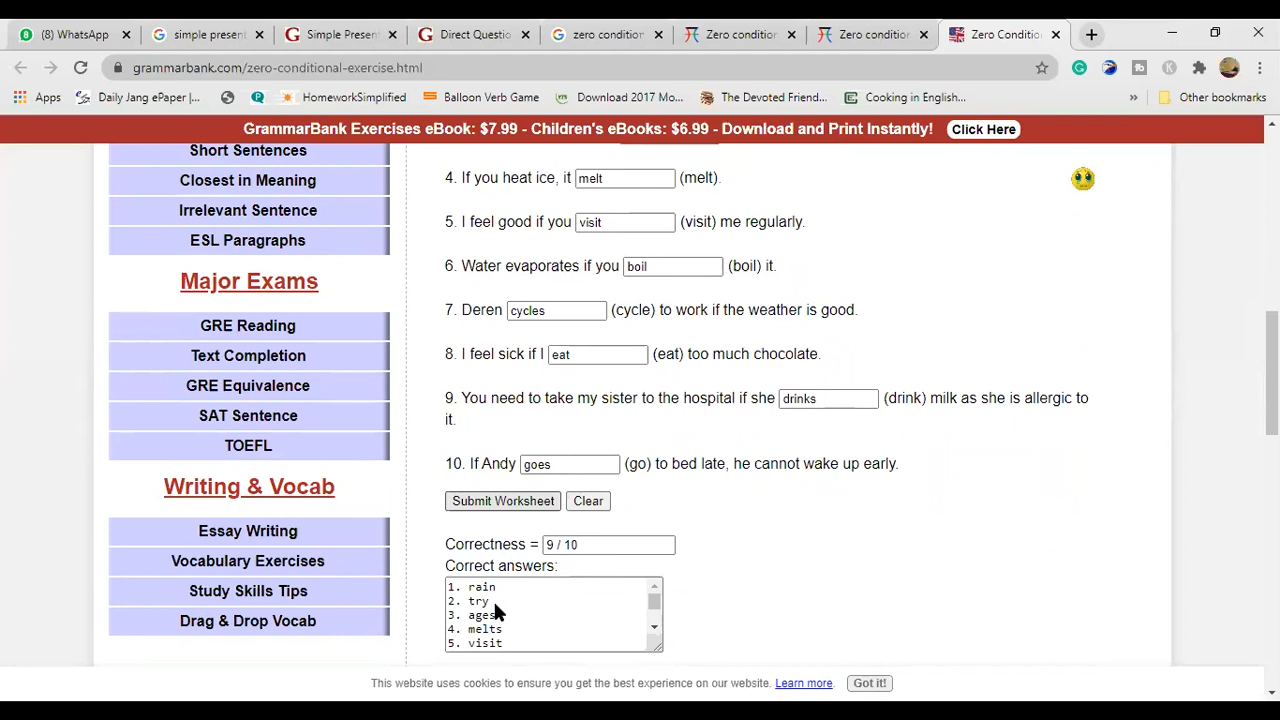 (8) WhatsApp
simple present
Simple Present
Direct Question
zero condition
Zero condition
Zero condition
Zero Conditio
grammarbank.com/zero-conditional-exercise.html
Apps
Daily Jang ePaper |...
HomeworkSimplified
Balloon Verb Game
Download 2017 Mo...
The Devoted Friend...
Cooking in English...
»
Other bookmarks
GrammarBank Exercises eBook: $7.99 - Children's eBooks: $6.99 - Download and Print Instantly! Click Here
Short Sentences
Closest in Meaning
Irrelevant Sentence
ESL Paragraphs
Major Exams
GRE Reading
Text Completion
GRE Equivalence
SAT Sentence
TOEFL
Writing & Vocab
Essay Writing
Vocabulary Exercises
Study Skills Tips
Drag & Drop Vocab
4. If you heat ice, it melt (melt).
5. I feel good if you visit (visit) me regularly.
6. Water evaporates if you boil (boil) it.
7. Deren cycles (cycle) to work if the weather is good.
8. I feel sick if I eat (eat) too much chocolate.
9. You need to take my sister to the hospital if she drinks (drink) milk as she is allergic to
it.
10. If Andy goes (go) to bed late, he cannot wake up early.
Submit Worksheet Clear
Correctness = 9 / 10
Correct answers:
1. rain
2. try
3. ages
4. melts
5. visit
This website uses cookies to ensure you get the best experience on our website. Learn more. Got it!